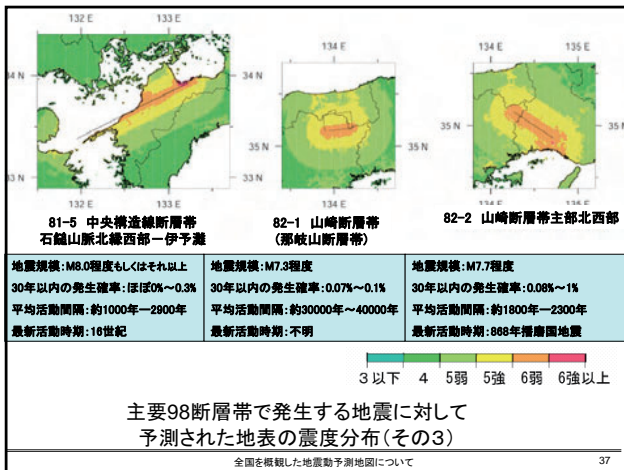 132 E 133 E
34 N
33 N
132 133
81-5 中央構造線断層帯
石鎚山脈北縁西部ー伊予灘
134 E
34 N
35 N
33 N
35 N
134
82-1 山崎断層帯
(那岐山断層帯)
134 E 135 E
35 N
35 N
134 135
82-2 山崎断層帯主部北西部
地震規模:M8.0程度もしくはそれ以上
30年以内の発生確率:ほぼ0%~0.3%
平均活動間隔:約1000年ー2900年
最新活動時期:16世紀
地震規模:M7.3程度
30年以内の発生確率:0.07%~0.1%
平均活動間隔:約30000年~40000年
最新活動時期:不明
地震規模:M7.7程度
30年以内の発生確率:0.08%~1%
平均活動間隔:約1800年ー2300年
最新活動時期:868年播磨国地震
3以下 4 5弱 5強 6弱 6強以上
主要98断層帯で発生する地震に対して
予測された地表の震度分布(その3)
全国を概観した地震動予測地図について 37